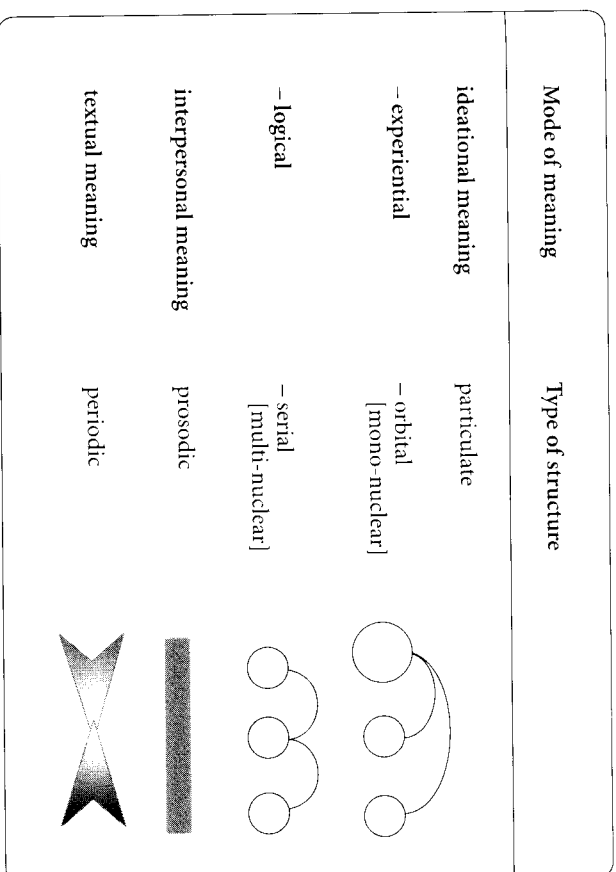 Mode of meaning Type of structure
ideational meaning particulate
– experiential – orbital
[mono-nuclear]
– logical – serial
[multi-nuclear]
interpersonal meaning prosodic
textual meaning periodic